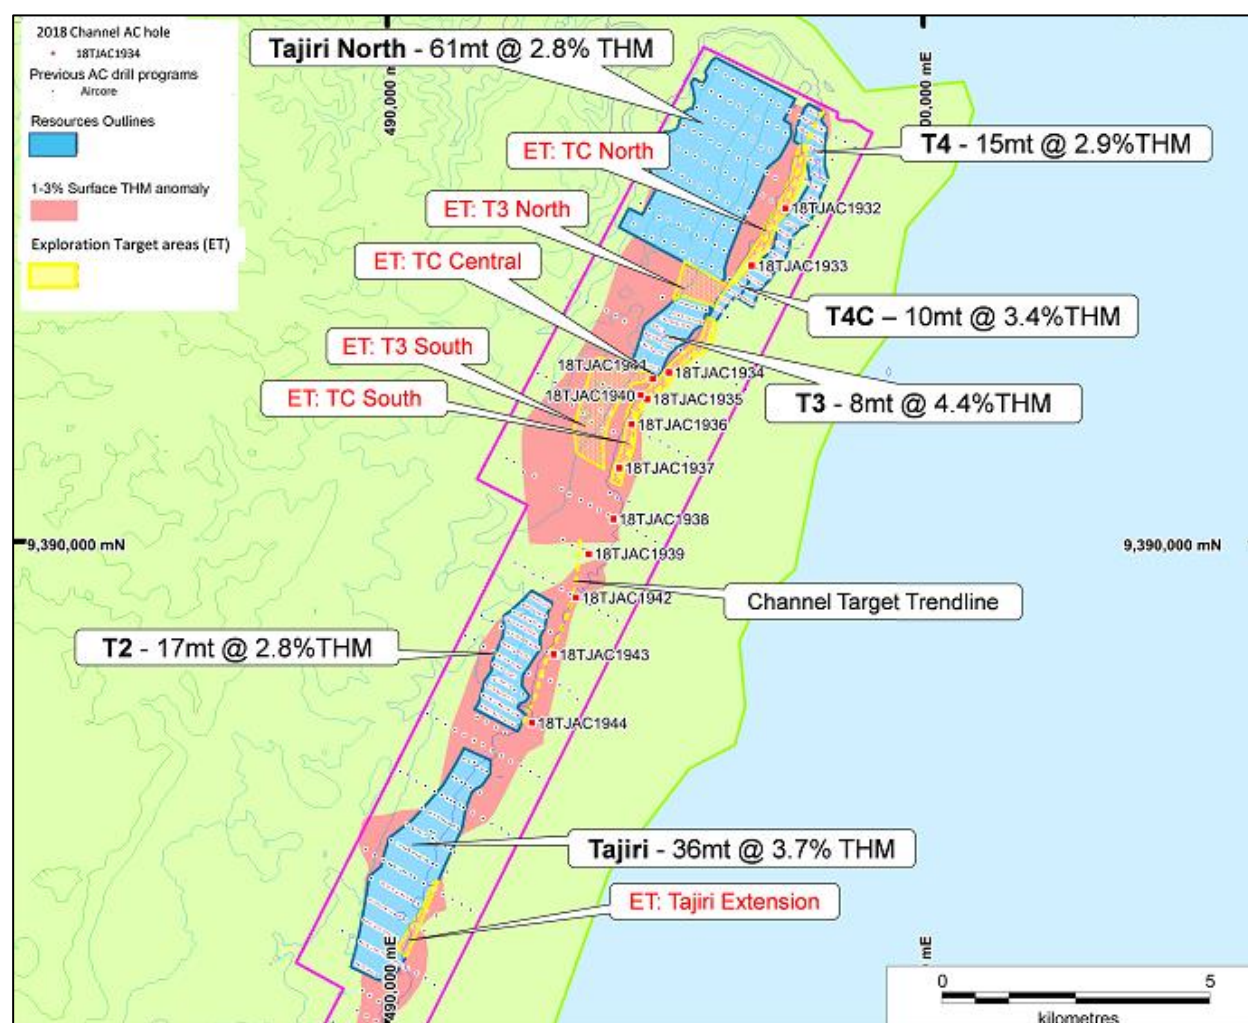 2018 Channel AC hole
18TJAC1934
Previous AC drill programs
Aircore
Resources Outlines
1-3% Surface THM anomaly
Exploration Target areas (ET)
Tajiri North - 61mt @ 2.8% THM
490,000 mE
T4 - 15mt @ 2.9%THM
ET: TC North
18TJAC1932
ET: T3 North
ET: TC Central
18TJAC1933
T4C – 10mt @ 3.4%THM
ET: T3 South
18TJAC1941
18TJAC1934
ET: TC South
18TJAC1940
18TJAC1935
T3 - 8mt @ 4.4%THM
18TJAC1936
18TJAC1937
18TJAC1938
9,390,000 mN
18TJAC1939
9,390,000 mN
18TJAC1942
Channel Target Trendline
T2 - 17mt @ 2.8%THM
18TJAC1943
18TJAC1944
Tajiri - 36mt @ 3.7% THM
ET: Tajiri Extension
490,000 mE
mE
0 5
kilometres